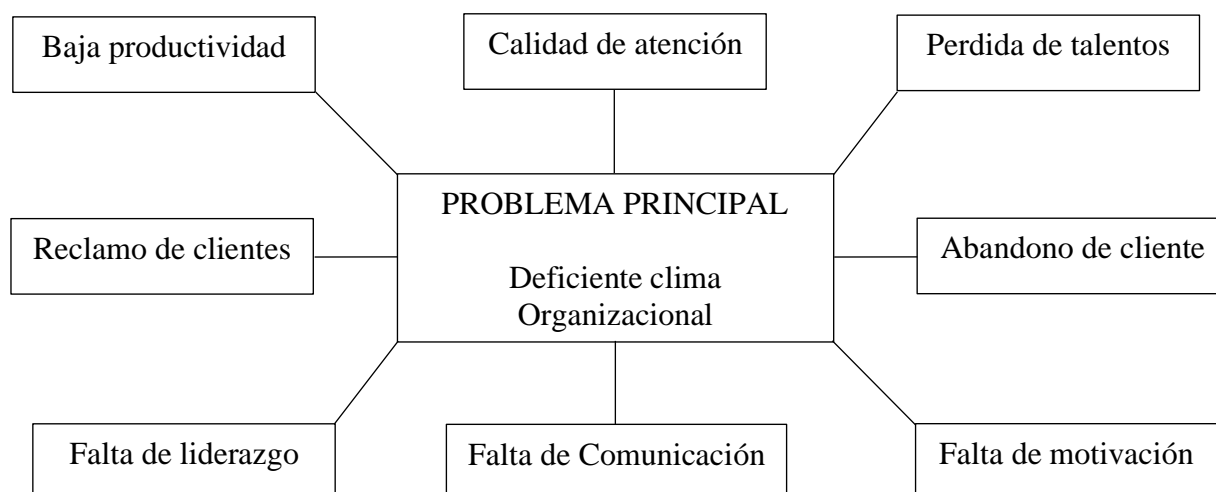 Baja productividad
Calidad de atención
Perdida de talentos
PROBLEMA PRINCIPAL
Reclamo de clientes
Deficiente clima
Organizacional
Abandono de cliente
Falta de liderazgo
Falta de Comunicación
Falta de motivación